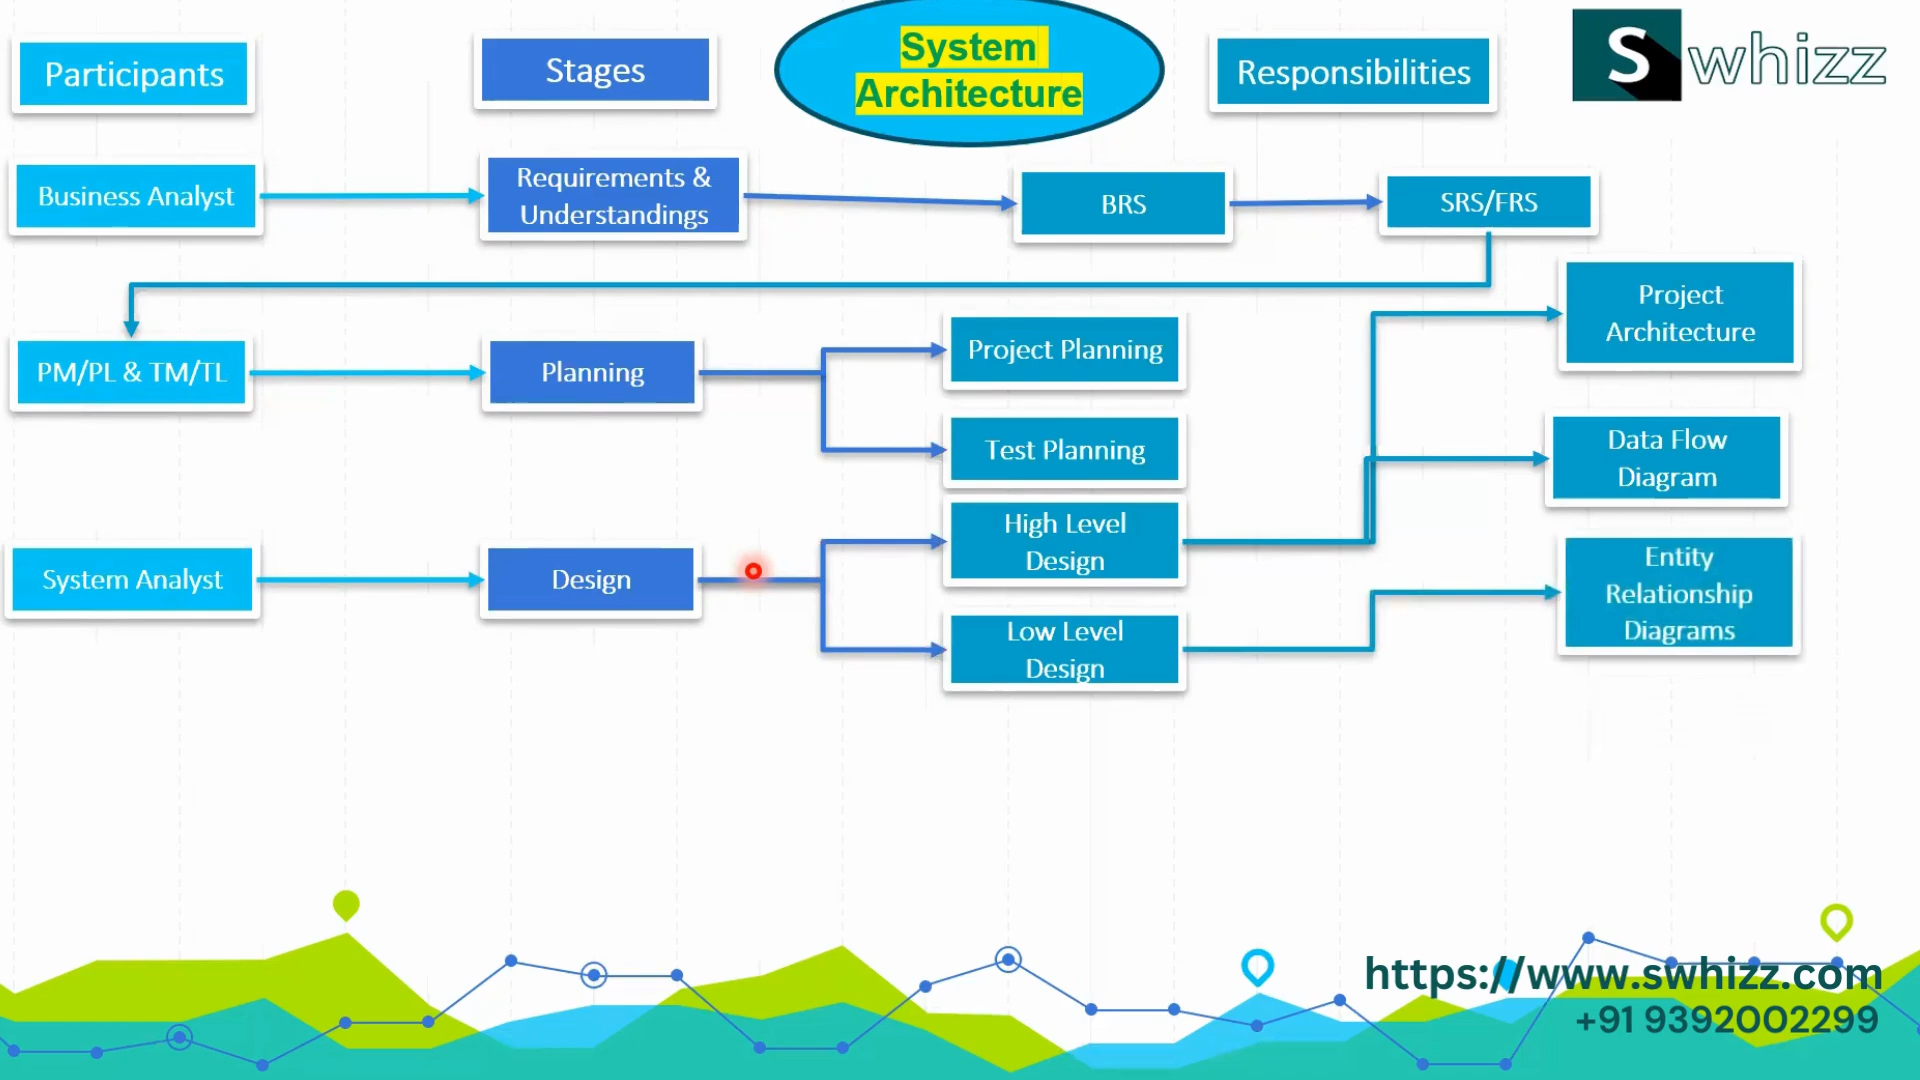 Participants
Stages
System
Architecture
Responsibilities
S whizz
Business Analyst
Requirements &
Understandings
BRS
SRS/FRS
Project
Architecture
PM/PL & TM/TL
Planning
Project Planning
Test Planning
Data Flow
Diagram
System Analyst
Design
High Level
Design
Low Level
Design
Entity
Relationship
Diagrams
https://www.swhizz.com
+91 9392002299